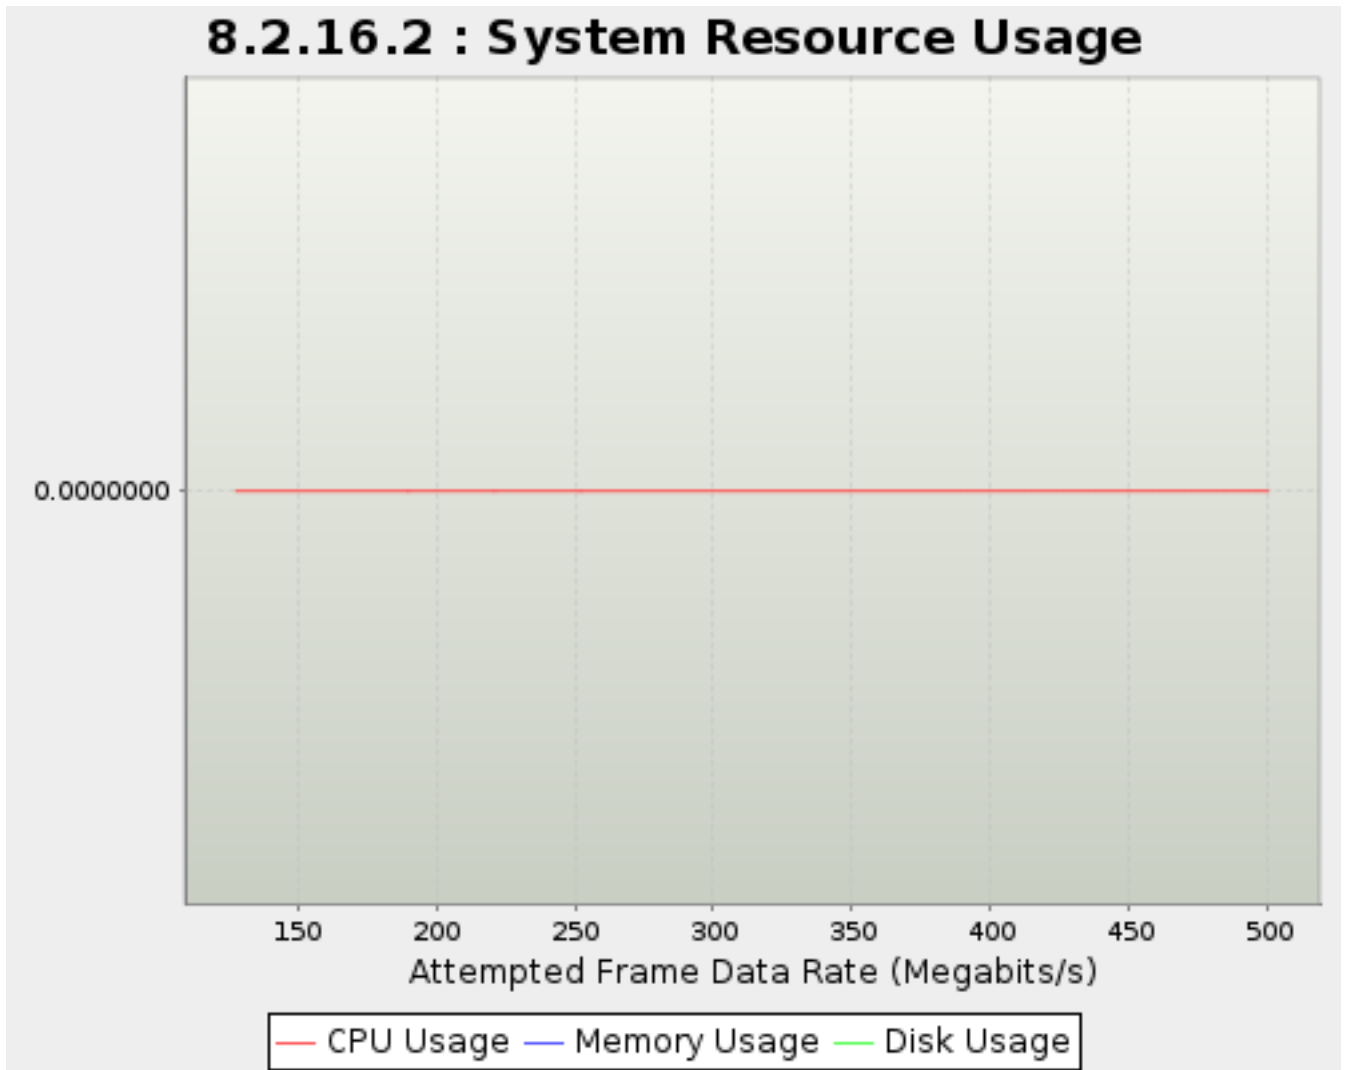 8.2.16.2 : System Resource Usage
0.0000000
150 200 250 300 350 400 450 500
Attempted Frame Data Rate (Megabits/s)
CPU Usage Memory Usage Disk Usage